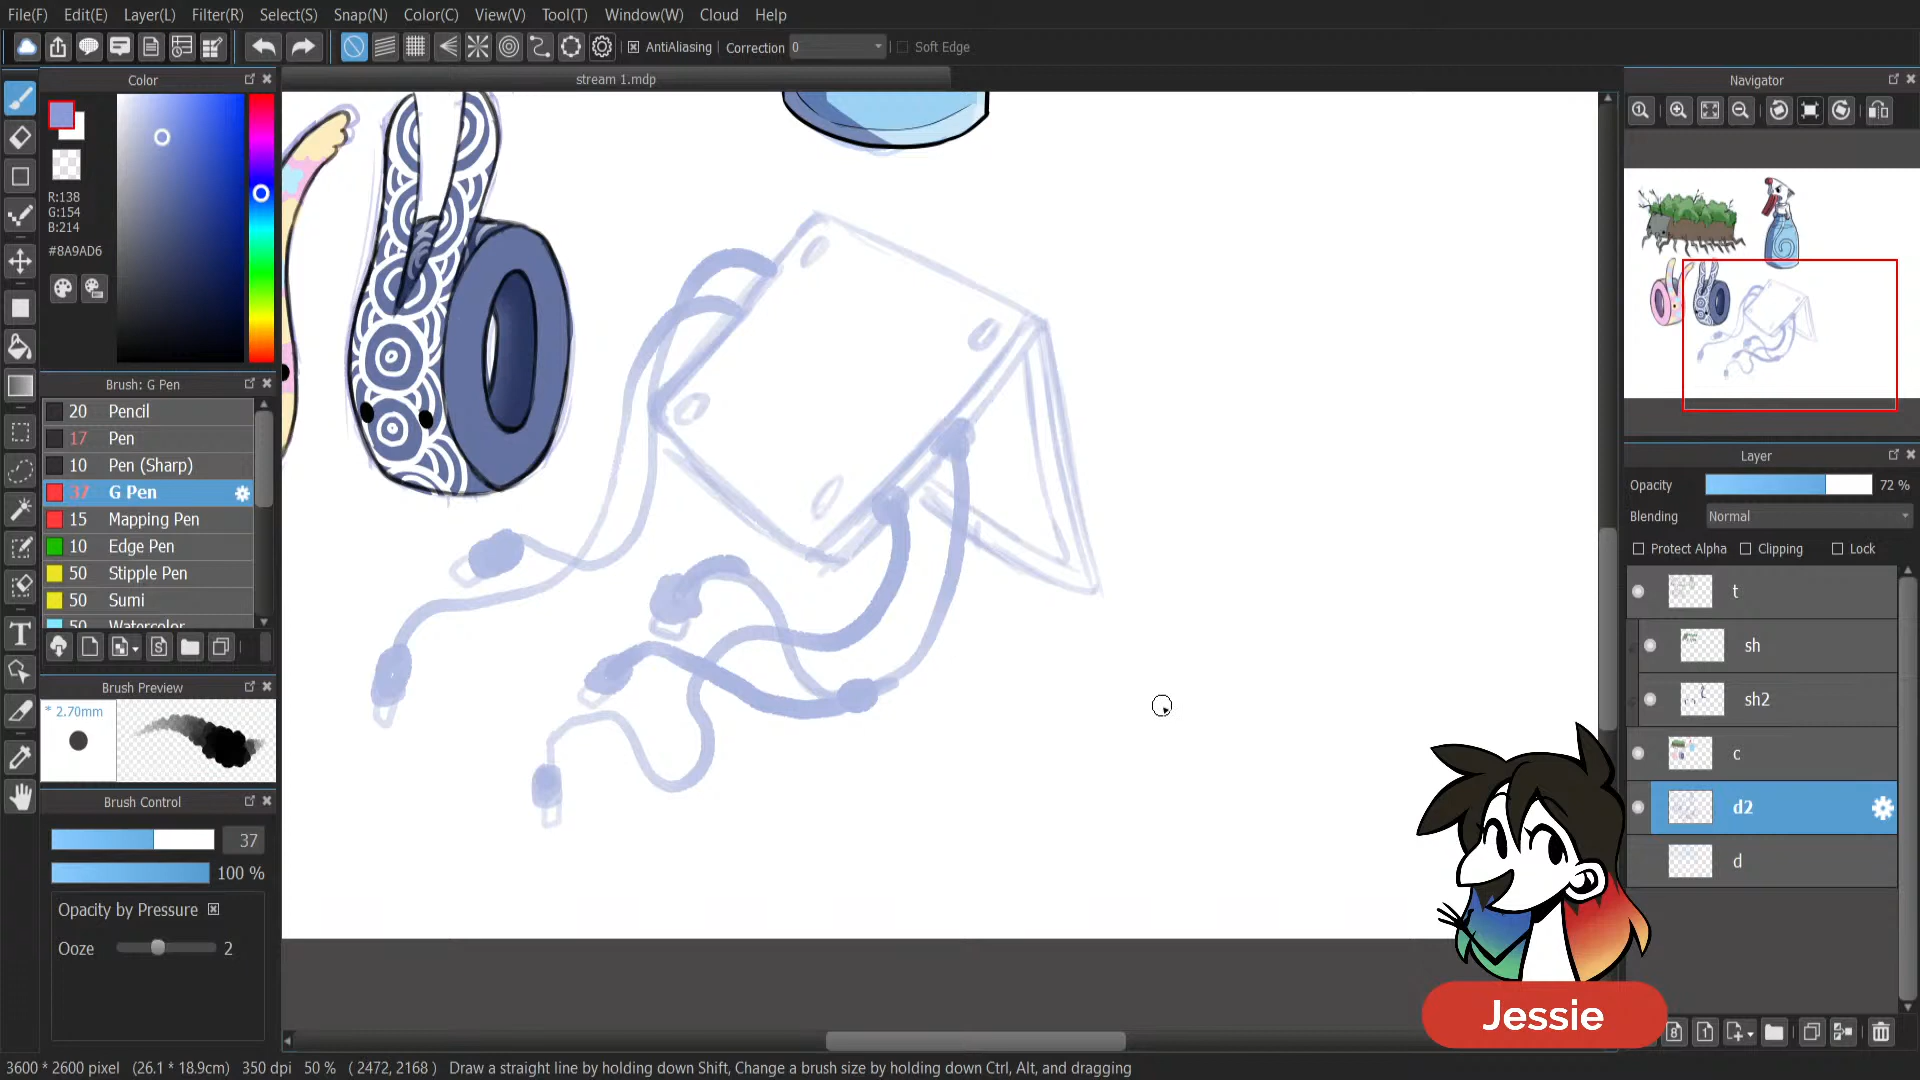 File(F) Edit(E) Layer(L) Filter(R) Select(S) Snap(N) Color(C) View(V) Tool(T) Window(W) Cloud Help
AntiAliasing Correction 0 Soft Edge
Color
stream 1.mdp
Navigator
R:138
G:154
B:214
#8A9AD6
Brush: G Pen
20 Pencil
17 Pen
10 Pen (Sharp)
37 G Pen
15 Mapping Pen
10 Edge Pen
50 Stipple Pen
50 Sumi
50 Watercolor
Brush Preview
* 2.70mm
Brush Control
37
100 %
Opacity by Pressure
Ooze 2
Layer
Opacity 72 %
Blending Normal
Protect Alpha Clipping Lock
t
sh
sh2
c
d2
d
Jessie
3600 * 2600 pixel (26.1 * 18.9cm) 350 dpi 50 % ( 2472, 2168 ) Draw a straight line by holding down Shift, Change a brush size by holding down Ctrl, Alt, and dragging